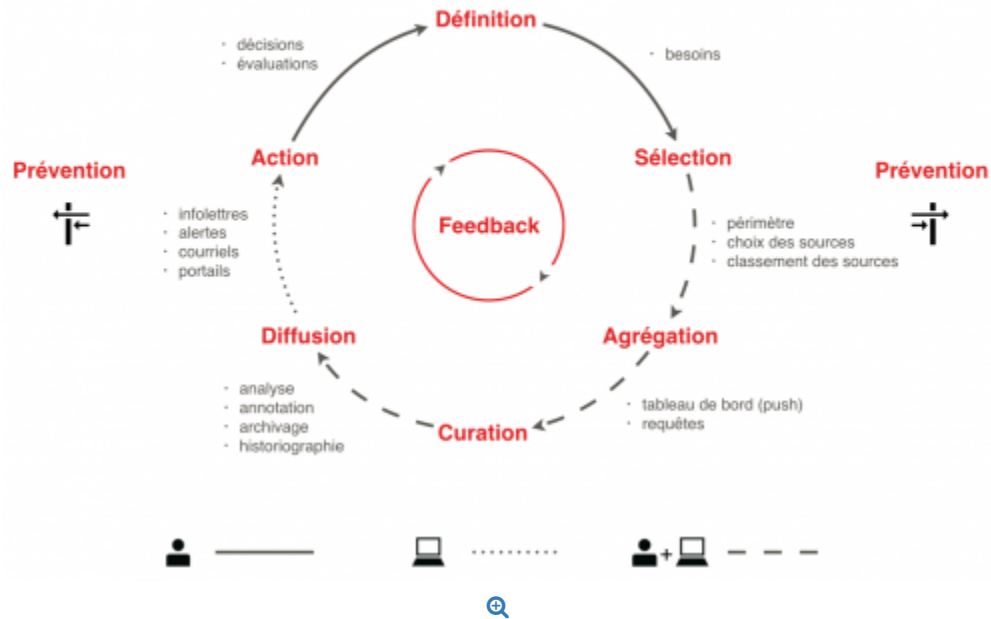 Définition
· décisions
· évaluations
· besoins
Action
Sélection
Prévention
Prévention
Feedback
· infolettres
· alertes
· courriels
· portails
· périmètre
· choix des sources
· classement des sources
Diffusion
Agrégation
· analyse
· annotation
· archivage
· historiographie
· tableau de bord (push)
· requêtes
Curation
+